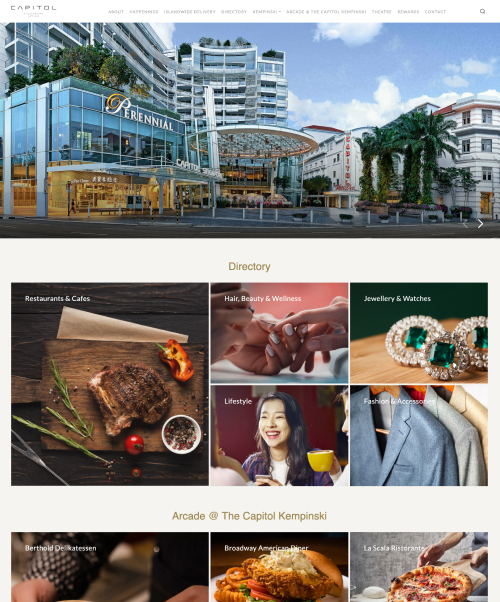 CAPITOL
ABOUT HAPPENINGS ISLANDWIDE DELIVERY DIRECTORY KEMPINSKI ARCADE @ THE CAPITOL KEMPINSKI THEATRE REWARDS CONTACT
PERENNIAL
CAPITOL
CAPITOL
Directory
Restaurants & Cafes
Hair, Beauty & Wellness
Jewellery & Watches
Lifestyle
Fashion & Accessories
Arcade @ The Capitol Kempinski
Berthold Delikatessen
Broadway American Diner
La Scala Ristorante